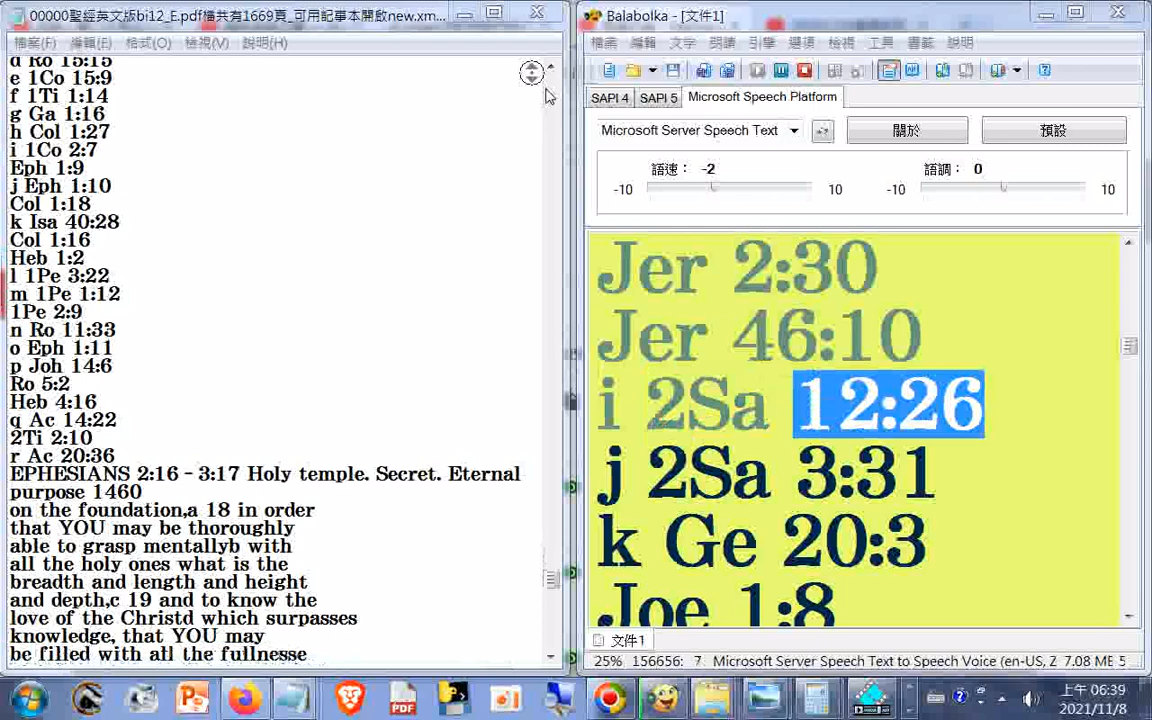 00000聖經英文版bi12_E.pdf檔共有1669頁_可用記事本開啟new.xm...
檔案(F) 編輯(E) 格式(O) 檢視(V) 說明(H)
d Ro 15:15
e 1Co 15:9
f 1Ti 1:14
g Ga 1:16
h Col 1:27
i 1Co 2:7
Eph 1:9
j Eph 1:10
Col 1:18
k Isa 40:28
Col 1:16
Heb 1:2
l 1Pe 3:22
m 1Pe 1:12
1Pe 2:9
n Ro 11:33
o Eph 1:11
p Joh 14:6
Ro 5:2
Heb 4:16
q Ac 14:22
2Ti 2:10
r Ac 20:36
EPHESIANS 2:16 - 3:17 Holy temple. Secret. Eternal
purpose 1460
on the foundation,a 18 in order
that YOU may be thoroughly
able to grasp mentallyb with
all the holy ones what is the
breadth and length and height
and depth,c 19 and to know the
love of the Christd which surpasses
knowledge, that YOU may
be filled with all the fullnesse
Balabolka - [文件1]
檔案 編輯 文字 朗讀 引擎 選項 檢視 工具 書籤 說明
SAPI 4 SAPI 5 Microsoft Speech Platform
Microsoft Server Speech Text 關於 預設
語速： -2 語調： 0
-10 10 -10 10
Jer 2:30
Jer 46:10
i 2Sa 12:26
j 2Sa 3:31
k Ge 20:3
Joe 1:8
文件1
25% 156656: 7 Microsoft Server Speech Text to Speech Voice (en-US, Z 7.08 MB 5
PDF
上午 06:39
2021/11/8